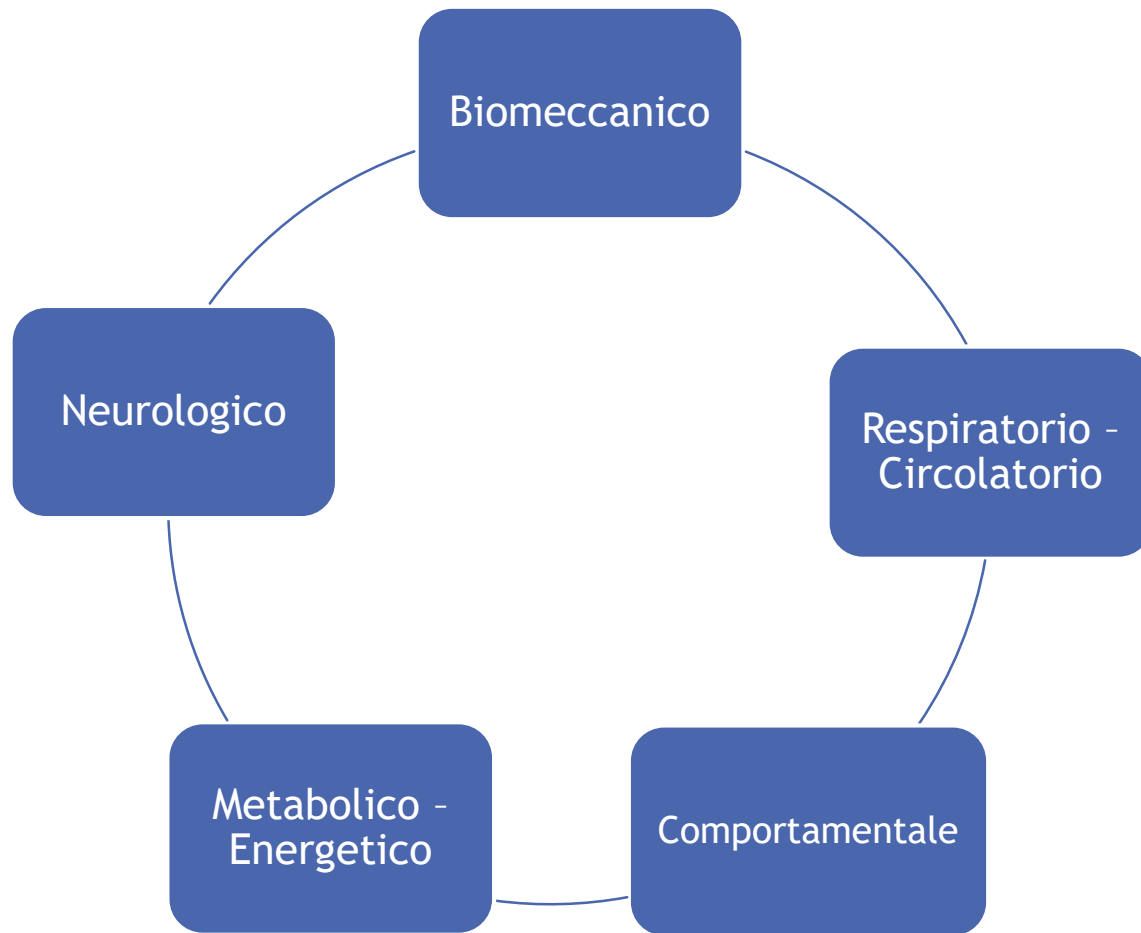 Biomeccanico
Respiratorio –
Circolatorio
Comportamentale
Metabolico –
Energetico
Neurologico